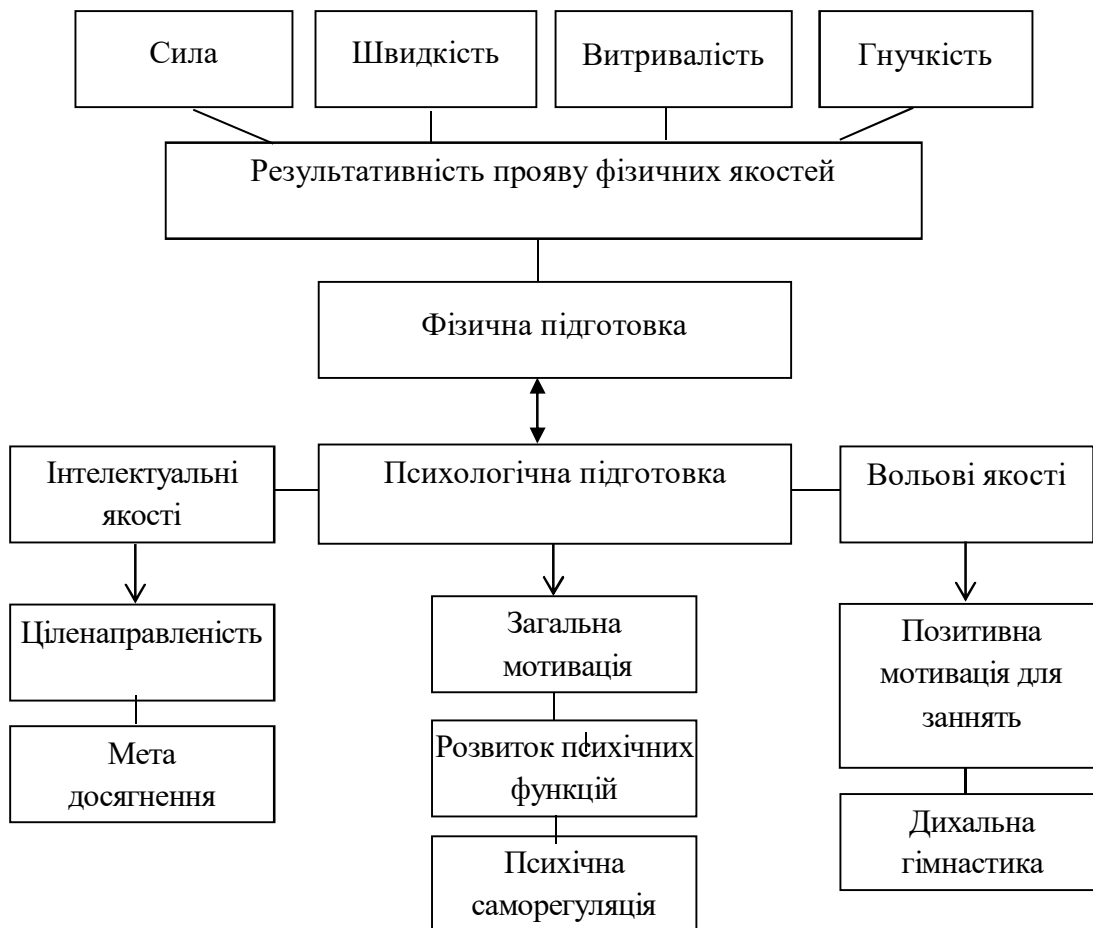 Сила
Швидкість
Витривалість
Гнучкість
Результативність прояву фізичних якостей
Фізична підготовка
Інтелектуальні
якості
Психологічна підготовка
Вольові якості
Ціленаправленість
Загальна
мотивація
Позитивна
мотивація для
заннять
Мета
досягнення
Розвиток психічних
функцій
Дихальна
гімнастика
Психічна
саморегуляція